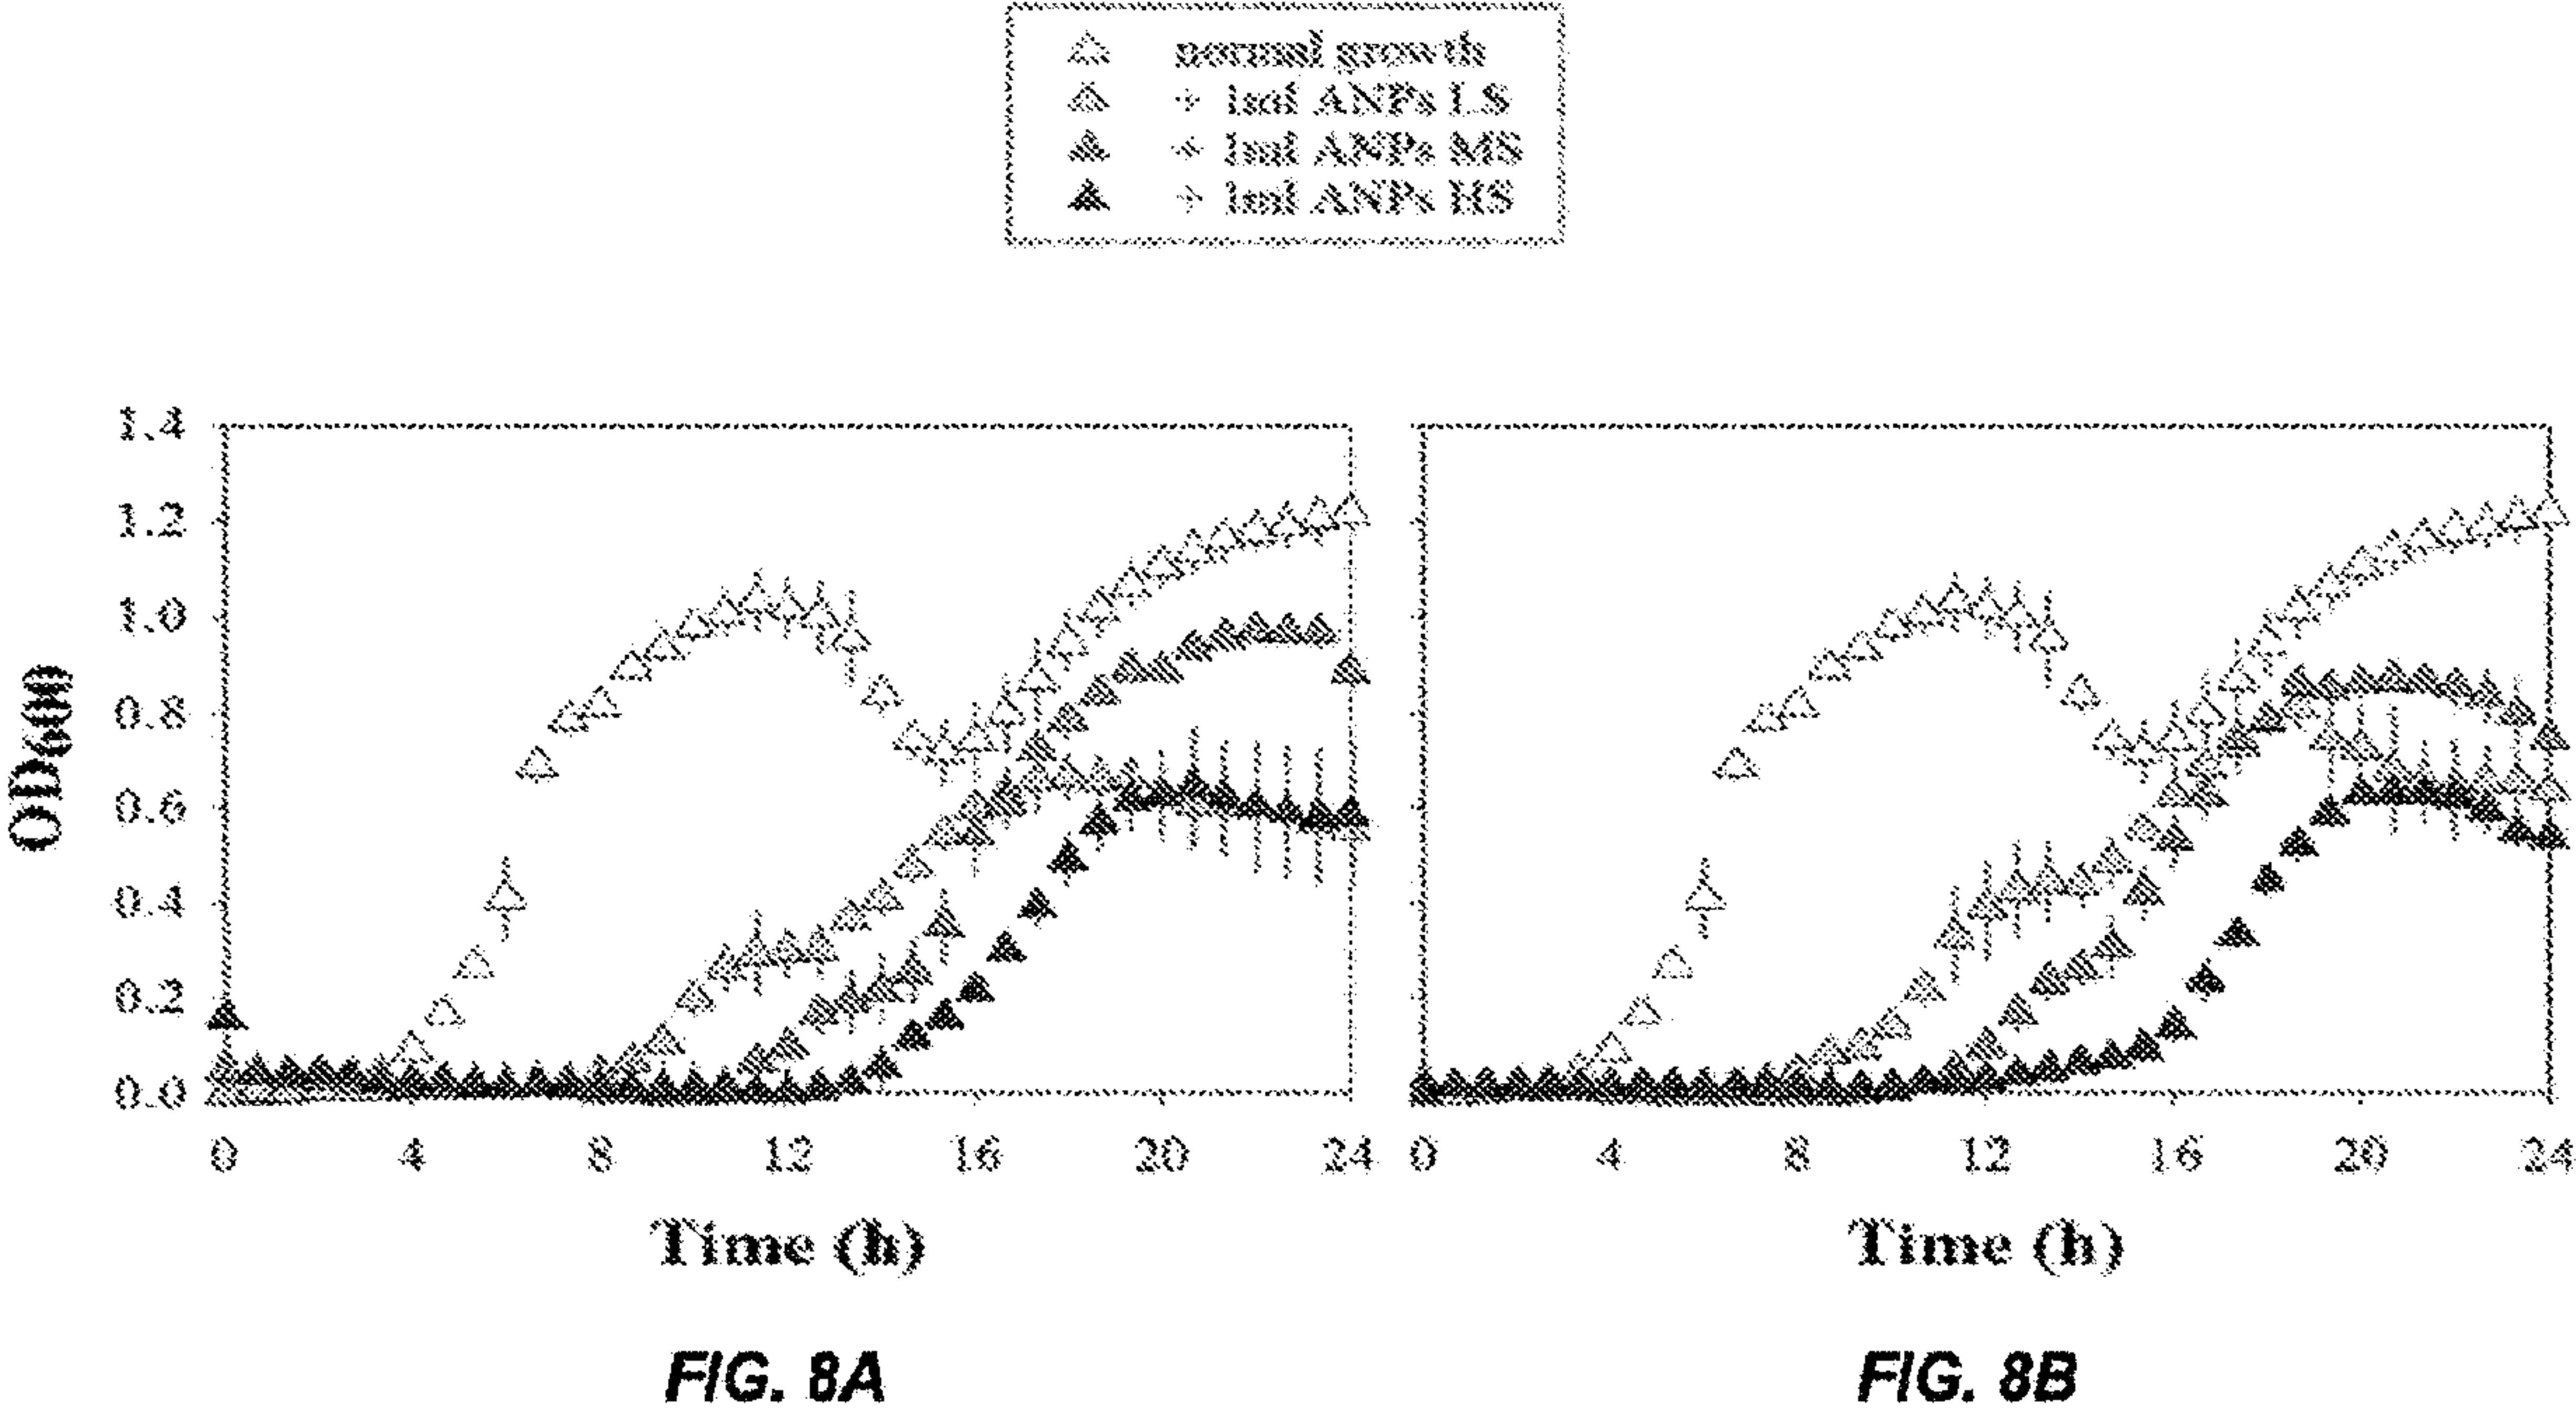 normal growth
+ 1ml ANPs LS
+ 1ml ANPs MS
+ 1ml ANPs HS
OD600
1.4
1.2
1.0
0.8
0.6
0.4
0.2
0.0
0 4 8 12 16 20 24
0 4 8 12 16 20 24
Time (h)
Time (h)
FIG. 8A
FIG. 8B